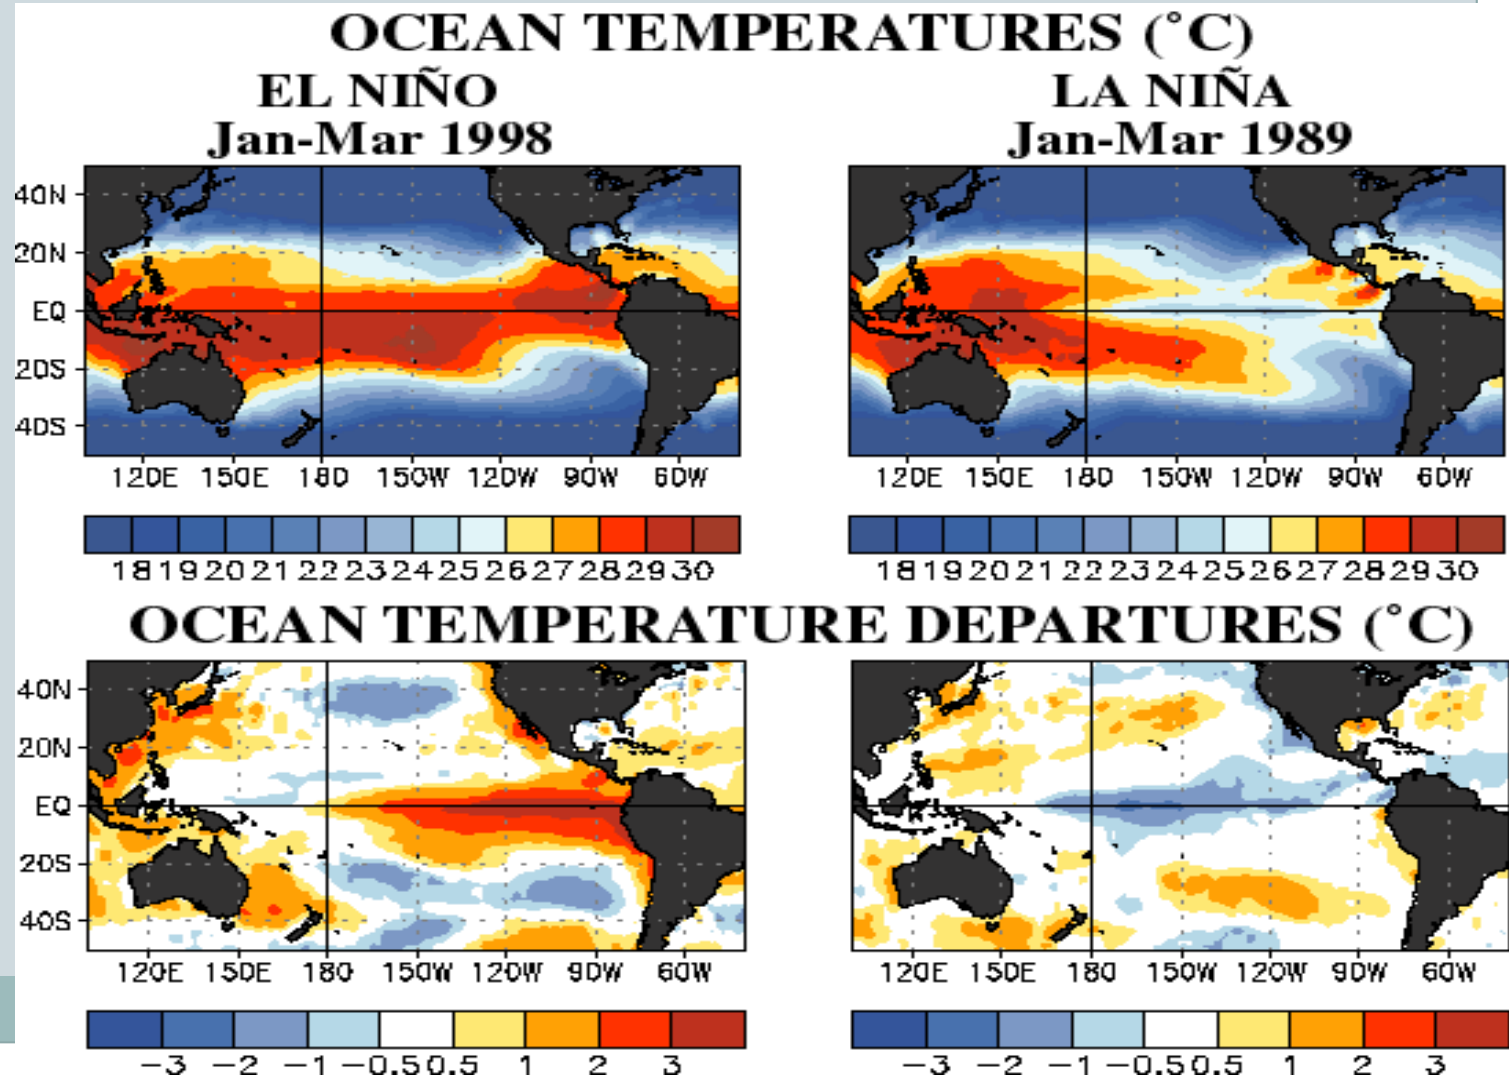 OCEAN TEMPERATURES (°C)
EL NIÑO
Jan-Mar 1998
LA NIÑA
Jan-Mar 1989
40N
20N
EQ
20S
40S
120E 150E 180 150W 120W 90W 60W
120E 150E 180 150W 120W 90W 60W
18 19 20 21 22 23 24 25 26 27 28 29 30
18 19 20 21 22 23 24 25 26 27 28 29 30
OCEAN TEMPERATURE DEPARTURES (°C)
40N
20N
EQ
20S
40S
120E 150E 180 150W 120W 90W 60W
120E 150E 180 150W 120W 90W 60W
-3 -2 -1 -0.5 0.5 1 2 3
-3 -2 -1 -0.5 0.5 1 2 3